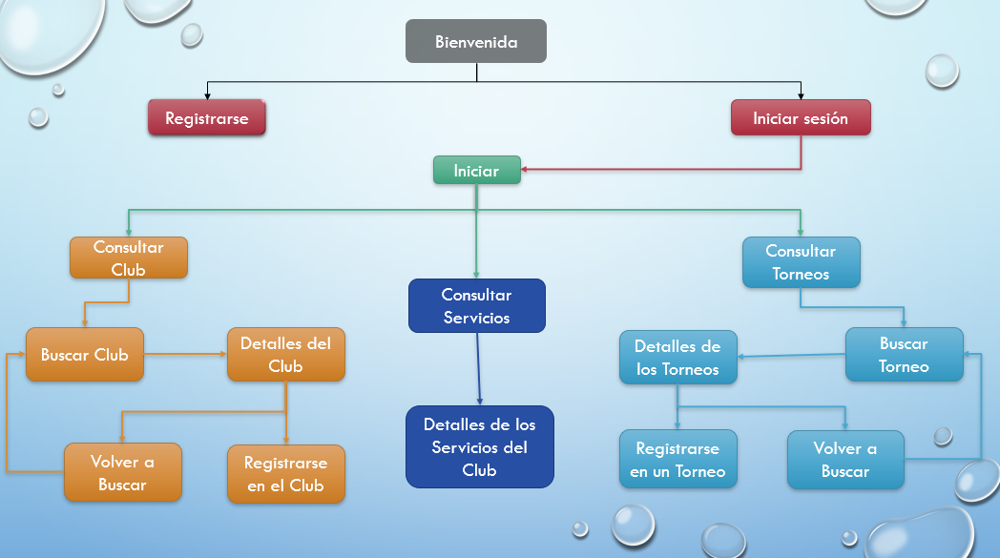 Bienvenida
Registrarse
Iniciar sesión
Iniciar
Consultar
Club
Consultar
Servicios
Consultar
Torneos
Buscar Club
Detalles del
Club
Detalles de
los Torneos
Buscar
Torneo
Volver a
Buscar
Registrarse
en el Club
Detalles de los
Servicios del
Club
Registrarse
en un Torneo
Volver a
Buscar